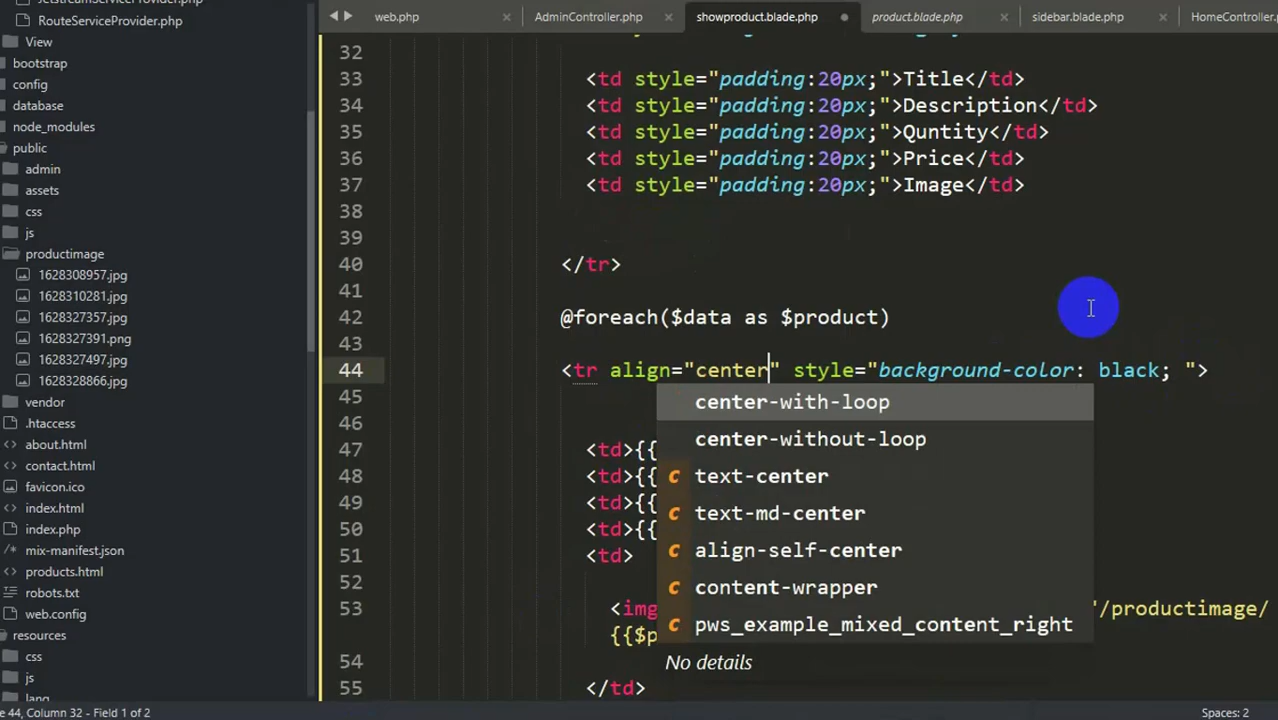 JetstreamServiceProvider.php
RouteServiceProvider.php
View
bootstrap
config
database
node_modules
public
admin
assets
css
js
productimage
1628308957.jpg
1628310281.jpg
1628327357.jpg
1628327391.png
1628327497.jpg
1628328866.jpg
vendor
.htaccess
about.html
contact.html
favicon.ico
index.html
index.php
mix-manifest.json
products.html
robots.txt
web.config
resources
css
js
lang
web.php × AdminController.php × showproduct.blade.php product.blade.php × sidebar.blade.php × HomeController.
32
33 <td style="padding:20px;">Title</td>
34 <td style="padding:20px;">Description</td>
35 <td style="padding:20px;">Quntity</td>
36 <td style="padding:20px;">Price</td>
37 <td style="padding:20px;">Image</td>
38
39
40 </tr>
41
42 @foreach($data as $product)
43
44 <tr align="center" style="background-color: black; ">
45 center-with-loop
46 center-without-loop
47 <td>{{
48 <td>{{ c text-center
49 <td>{{ c text-md-center
50 <td>{{ c align-self-center
51 <td>
52 c content-wrapper
53 <img '/productimage/
{{$p c pws_example_mixed_content_right
54 No details
55 </td>
e 44, Column 32 - Field 1 of 2
Spaces: 2